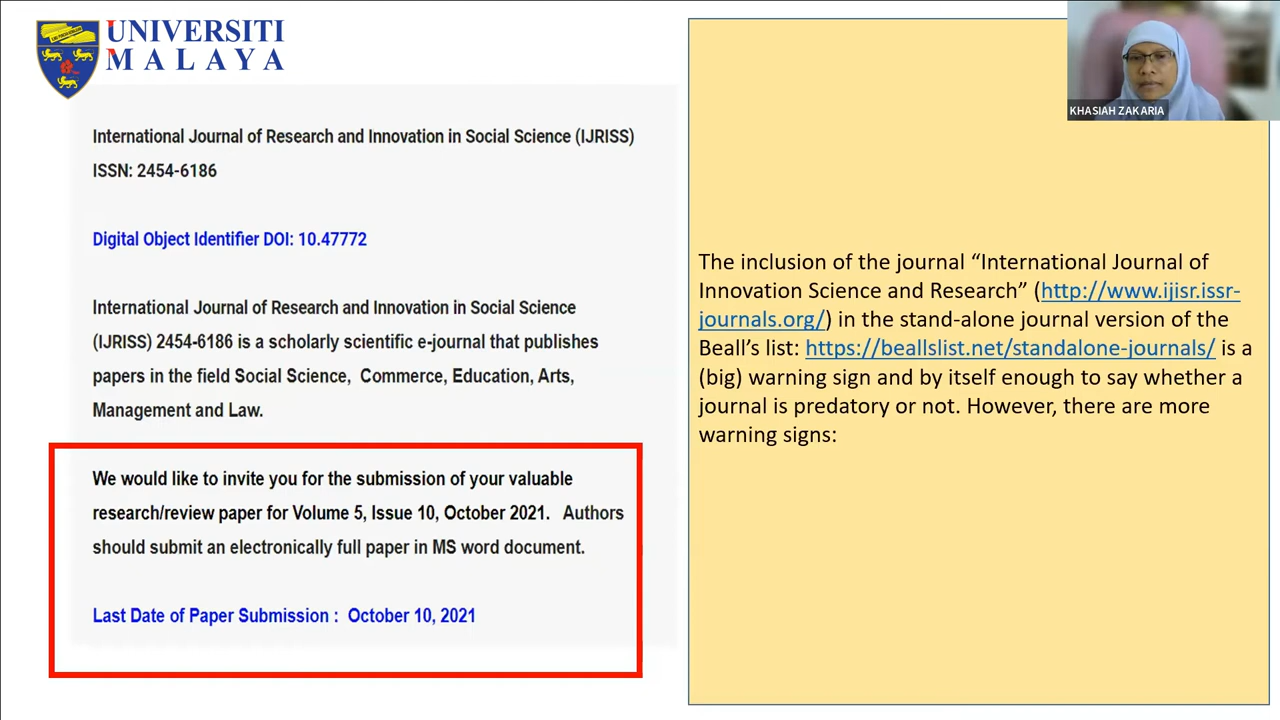 UNIVERSITI
MALAYA
International Journal of Research and Innovation in Social Science (IJRISS)
ISSN: 2454-6186
Digital Object Identifier DOI: 10.47772
International Journal of Research and Innovation in Social Science
(IJRISS) 2454-6186 is a scholarly scientific e-journal that publishes
papers in the field Social Science, Commerce, Education, Arts,
Management and Law.
We would like to invite you for the submission of your valuable
research/review paper for Volume 5, Issue 10, October 2021. Authors
should submit an electronically full paper in MS word document.
Last Date of Paper Submission : October 10, 2021
KHASIAH ZAKARIA
The inclusion of the journal “International Journal of
Innovation Science and Research” (http://www.ijisr.issr-
journals.org/) in the stand-alone journal version of the
Beall’s list: https://beallslist.net/standalone-journals/ is a
(big) warning sign and by itself enough to say whether a
journal is predatory or not. However, there are more
warning signs: